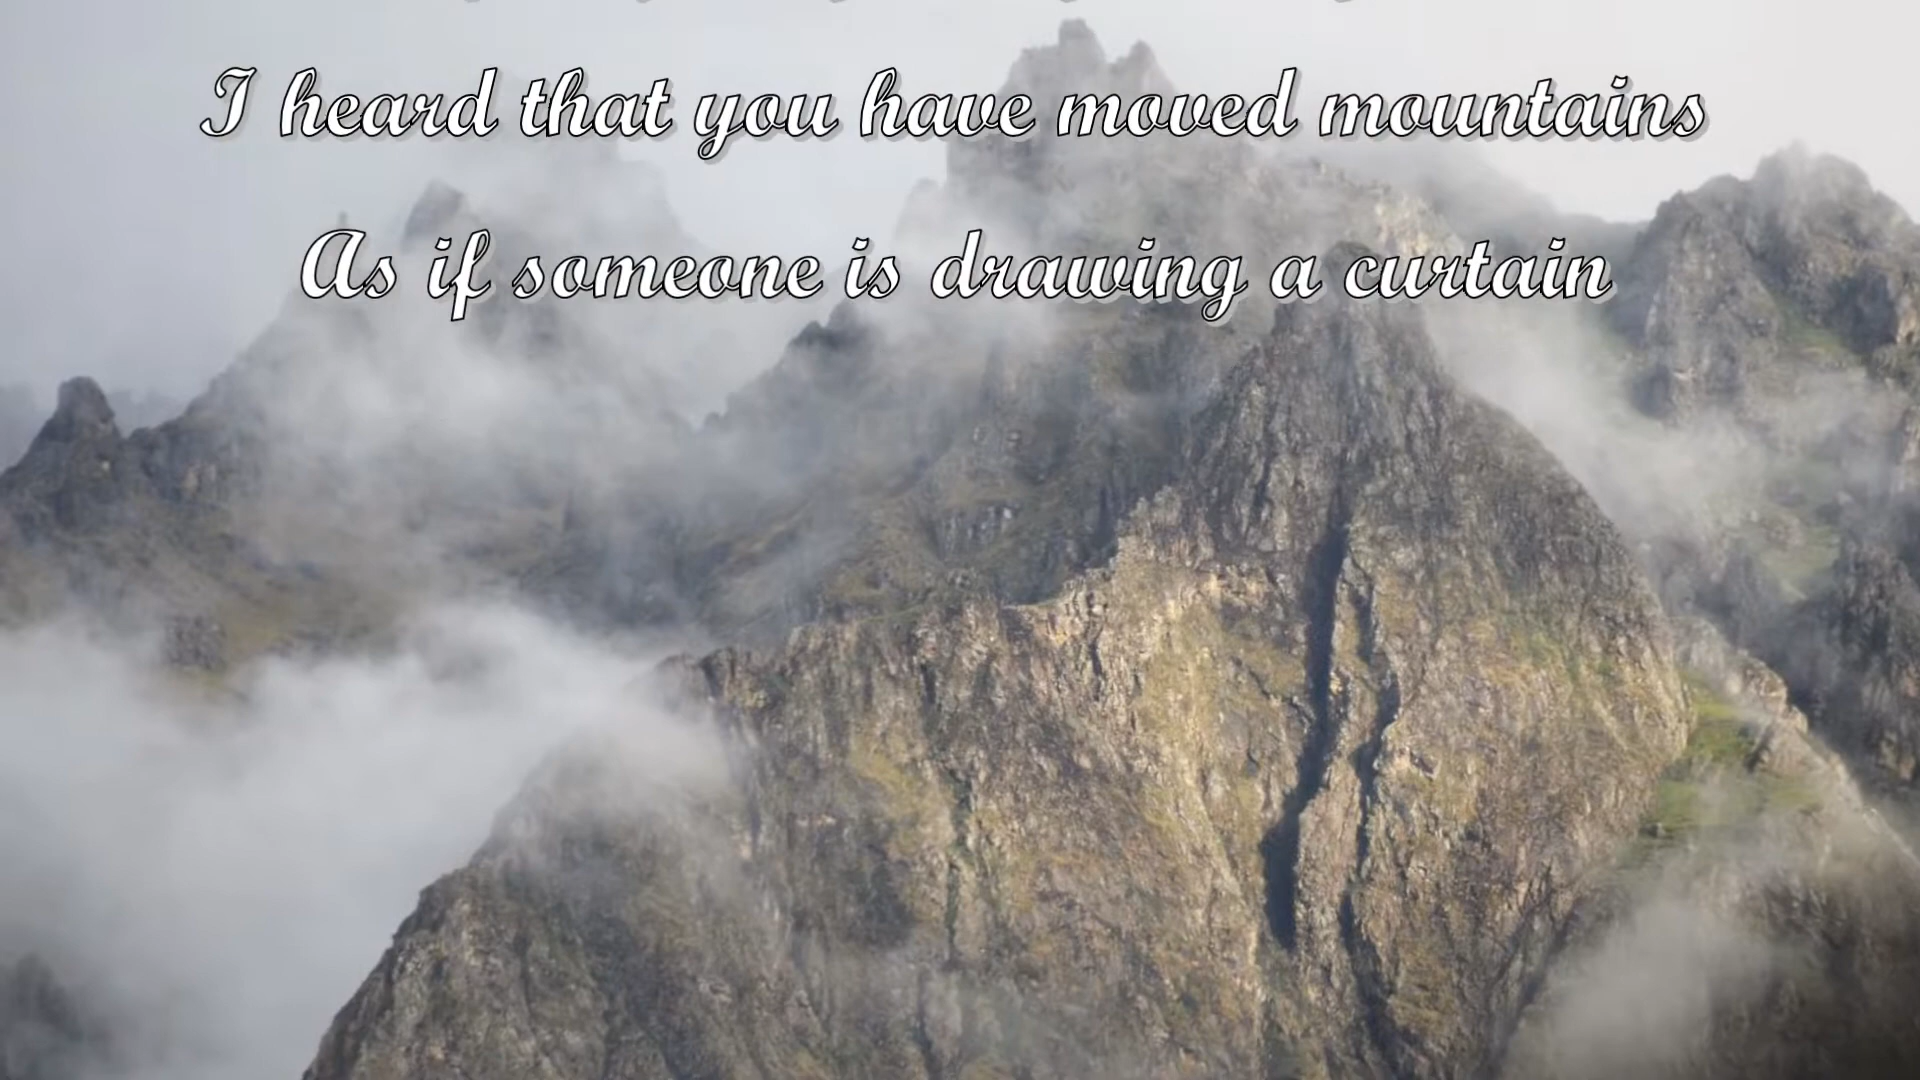 I heard that you have moved mountains
As if someone is drawing a curtain